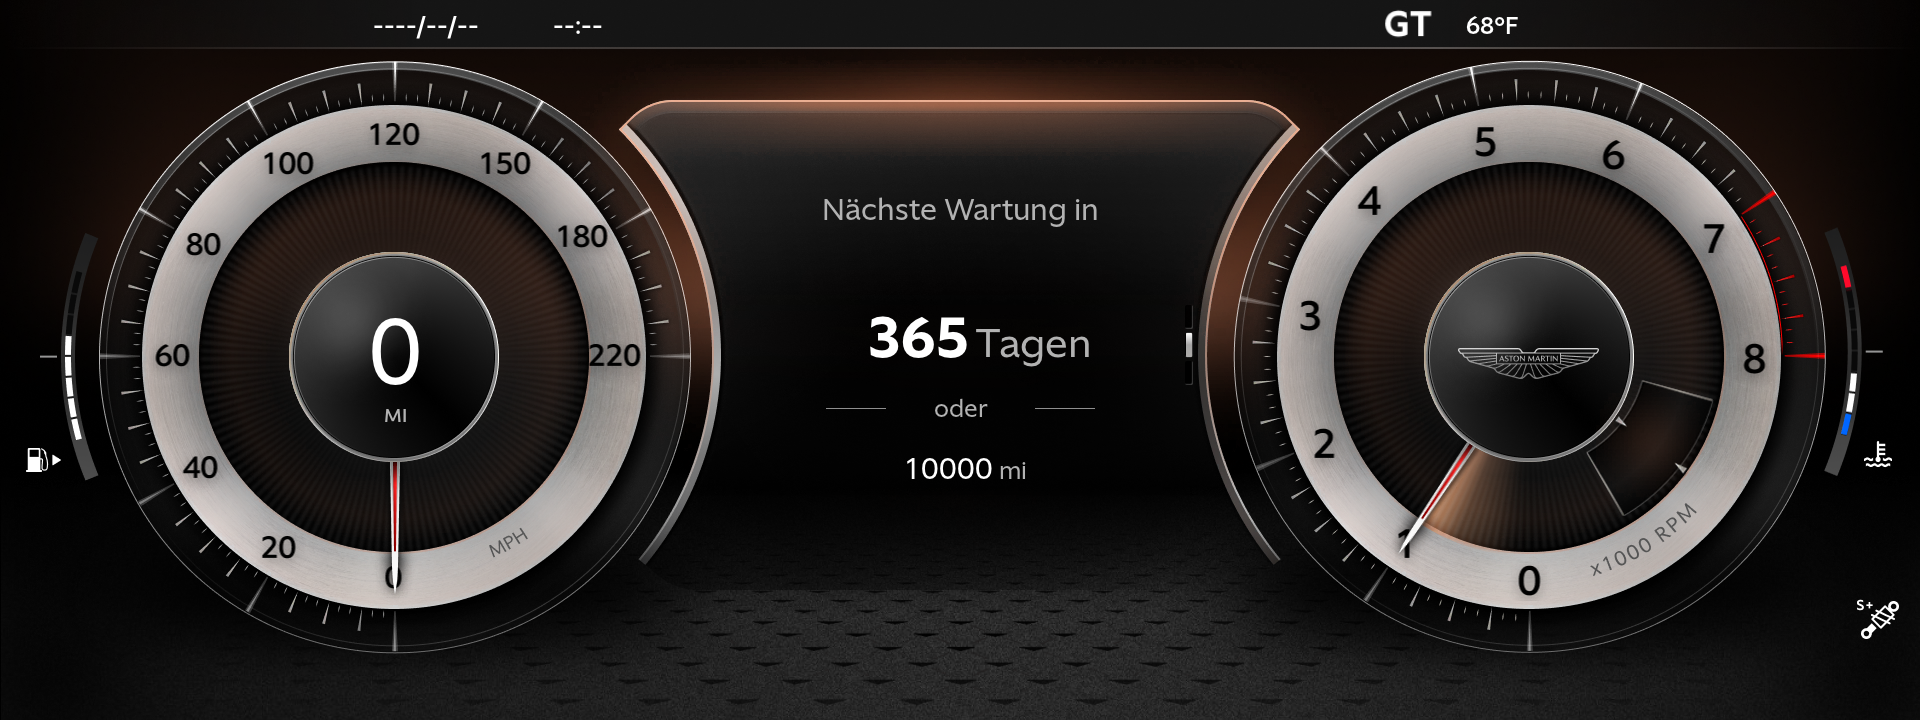 ----/--/-- --:-- GT 68°F
120
100 150
80 180
60 220
40
20
0
MPH
0
MI
Nächste Wartung in
365 Tagen
oder
10000 mi
5 6
4 7
3 8
2
1
0
x1000 RPM
ASTON MARTIN
S+